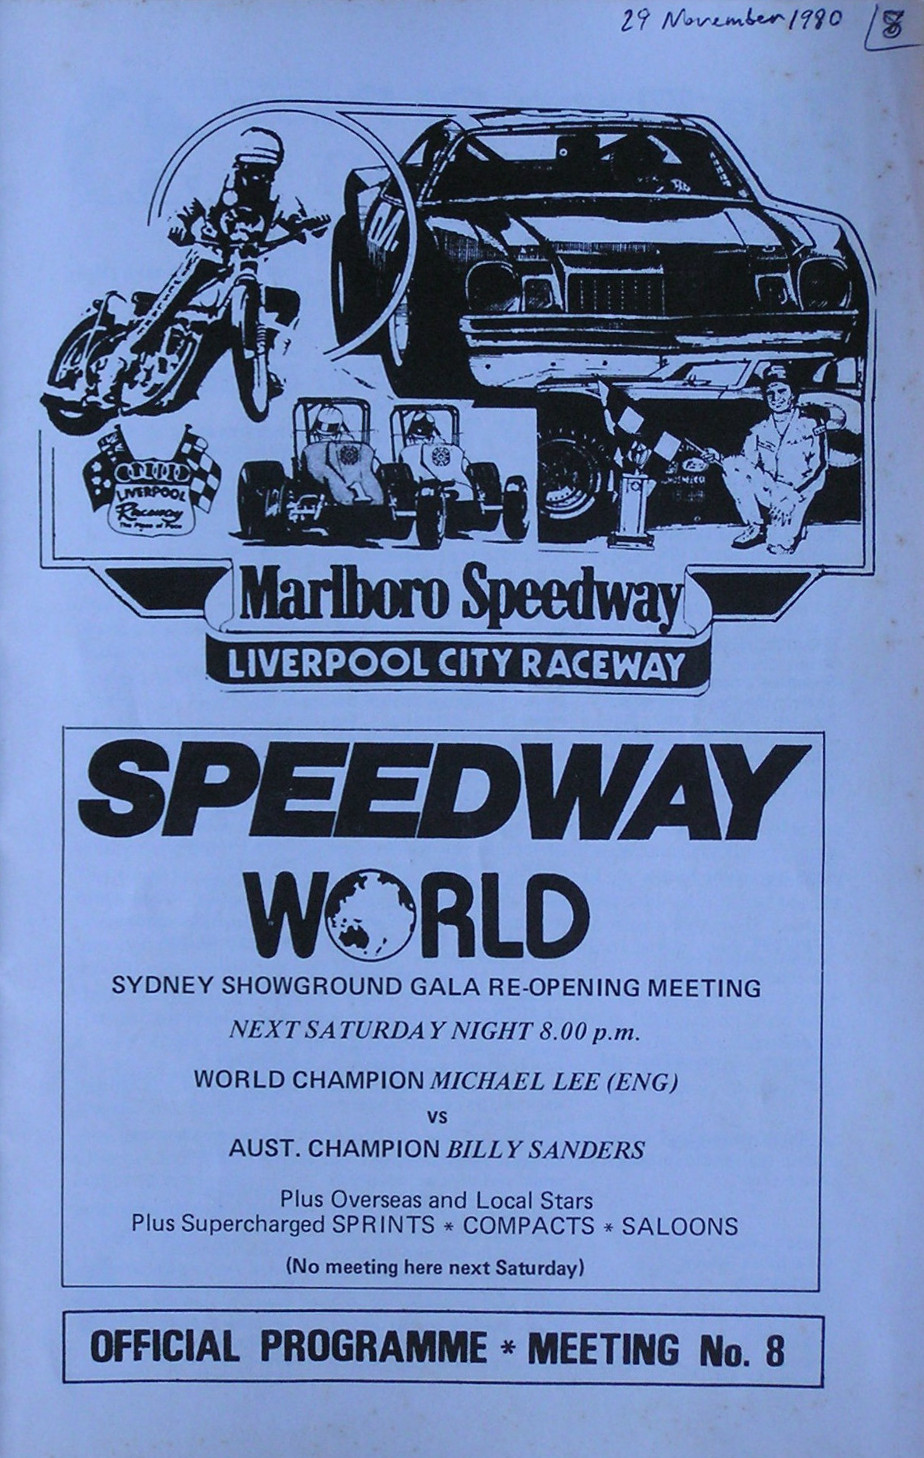 29 November 1980 8
LIVERPOOL
Raceway
Marlboro Speedway
LIVERPOOL CITY RACEWAY
SPEEDWAY
WORLD
SYDNEY SHOWGROUND GALA RE-OPENING MEETING
NEXT SATURDAY NIGHT 8.00 p.m.
WORLD CHAMPION MICHAEL LEE (ENG)
vs
AUST. CHAMPION BILLY SANDERS
Plus Overseas and Local Stars
Plus Supercharged SPRINTS * COMPACTS * SALOONS
(No meeting here next Saturday)
OFFICIAL PROGRAMME * MEETING No. 8